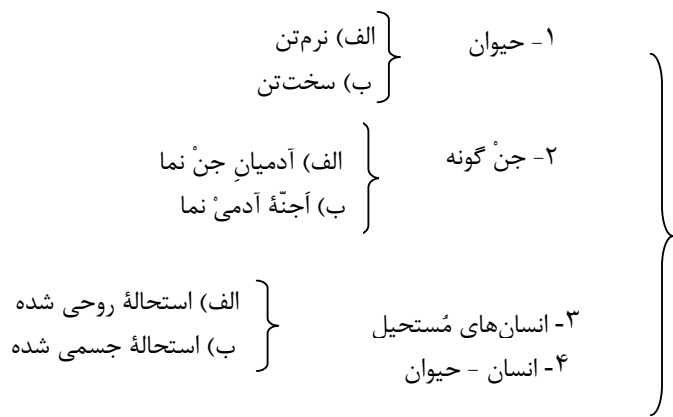 ۱- حیوان
الف) نرم‌تن
ب) سخت‌تن
۲- جنْ گونه
الف) آدمیانِ جنْ نما
ب) اَجنّهٔ آدمیْ نما
۳- انسان‌های مُستحیل
الف) استحالهٔ روحی شده
ب) استحالهٔ جسمی شده
۴- انسان - حیوان